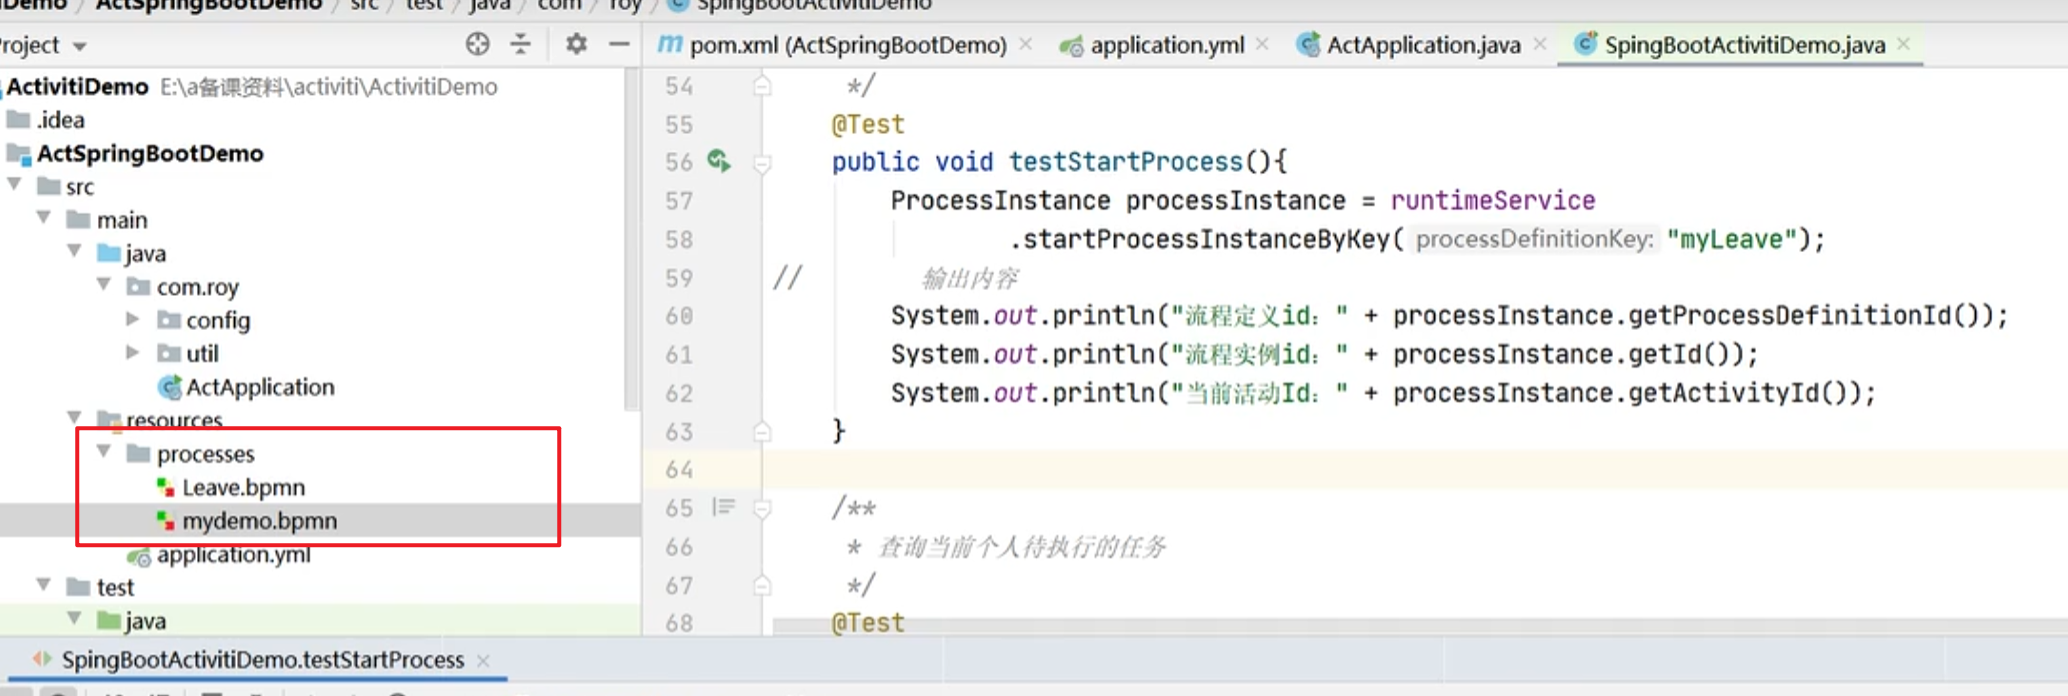 ActSpringBootDemo / src / test / java / com / roy / SpingBootActivitiDemo
Project
pom.xml (ActSpringBootDemo)
application.yml
ActApplication.java
SpingBootActivitiDemo.java
ActivitiDemo E:\a备课资料\activiti\ActivitiDemo
.idea
ActSpringBootDemo
src
main
java
com.roy
config
util
ActApplication
resources
processes
Leave.bpmn
mydemo.bpmn
application.yml
test
java
54 */
55 @Test
56 public void testStartProcess(){
57 ProcessInstance processInstance = runtimeService
58 .startProcessInstanceByKey( processDefinitionKey: "myLeave");
59 // 输出内容
60 System.out.println("流程定义id：" + processInstance.getProcessDefinitionId());
61 System.out.println("流程实例id：" + processInstance.getId());
62 System.out.println("当前活动Id：" + processInstance.getActivityId());
63 }
64
65 /**
66 * 查询当前个人待执行的任务
67 */
68 @Test
SpingBootActivitiDemo.testStartProcess